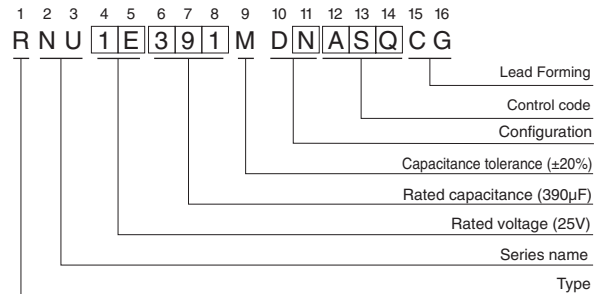 1 2 3 4 5 6 7 8 9 10 11 12 13 14 15 16
R N U 1 E 3 9 1 M D N A S Q C G
Lead Forming
Control code
Configuration
Capacitance tolerance (±20%)
Rated capacitance (390µF)
Rated voltage (25V)
Series name
Type